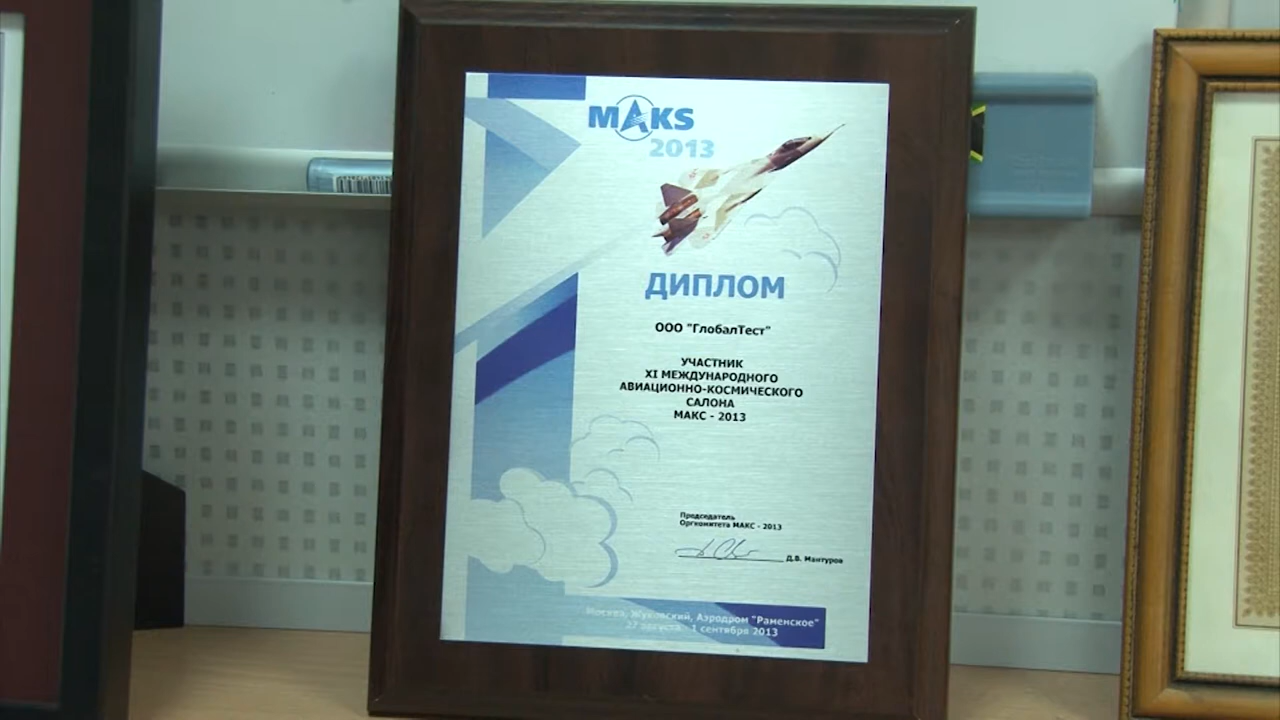 MAKS
2013
ДИПЛОМ
ООО "ГлобалТест"
УЧАСТНИК
XI МЕЖДУНАРОДНОГО
АВИАЦИОННО-КОСМИЧЕСКОГО
САЛОНА
МАКС - 2013
Председатель
Оргкомитета МАКС - 2013
Д.В. Мантуров
Москва, Жуковский, Аэродром "Раменское"
27 августа - 1 сентября 2013